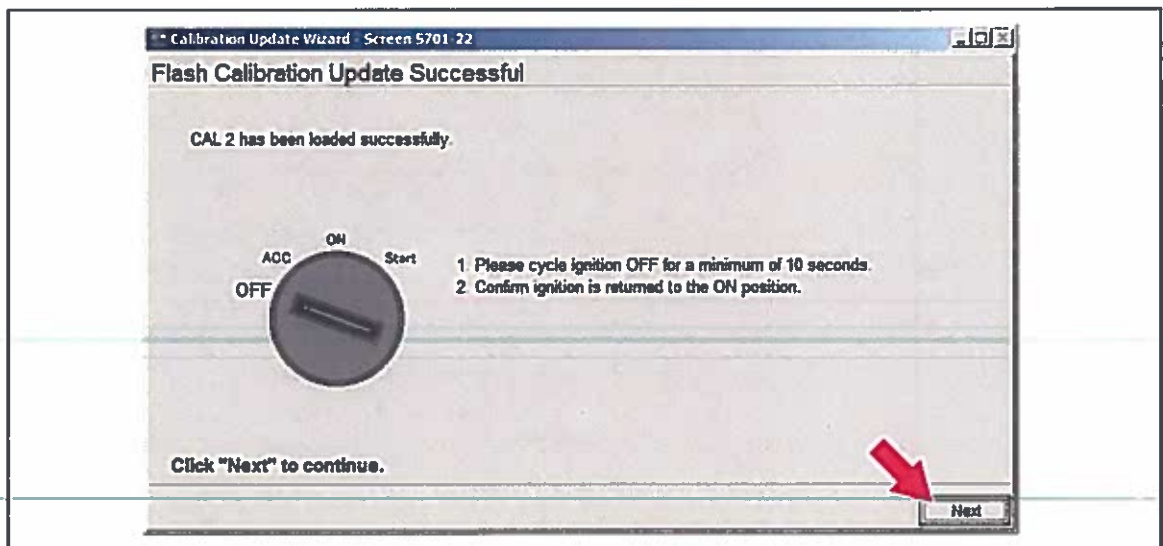 * Calibration Update Wizard - Screen 5701-22
Flash Calibration Update Successful
CAL 2 has been loaded successfully.
ON
ACC
Start
OFF
1. Please cycle ignition OFF for a minimum of 10 seconds.
2. Confirm ignition is returned to the ON position.
Click "Next" to continue.
Next